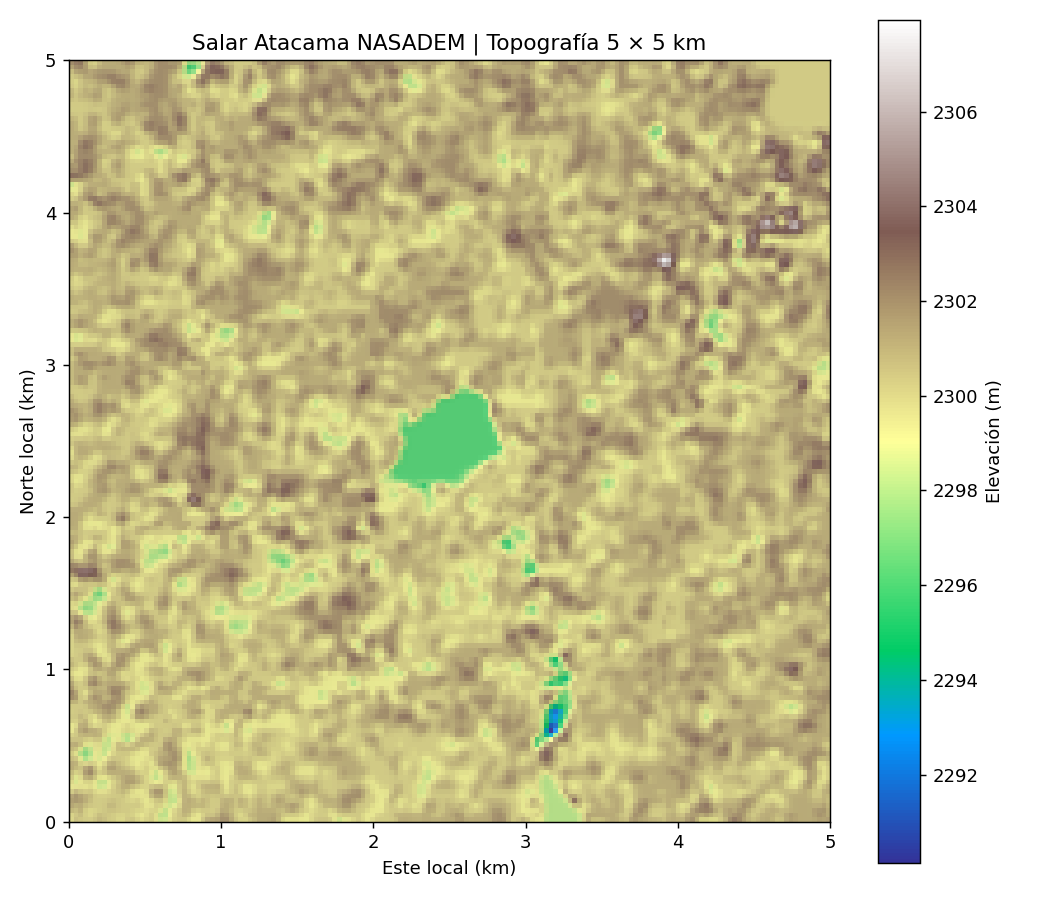 Salar Atacama NASADEM | Topografía 5 × 5 km
5
4
3
2
1
0
Norte local (km)
0 1 2 3 4 5
Este local (km)
2306
2304
2302
2300
2298
2296
2294
2292
Elevación (m)